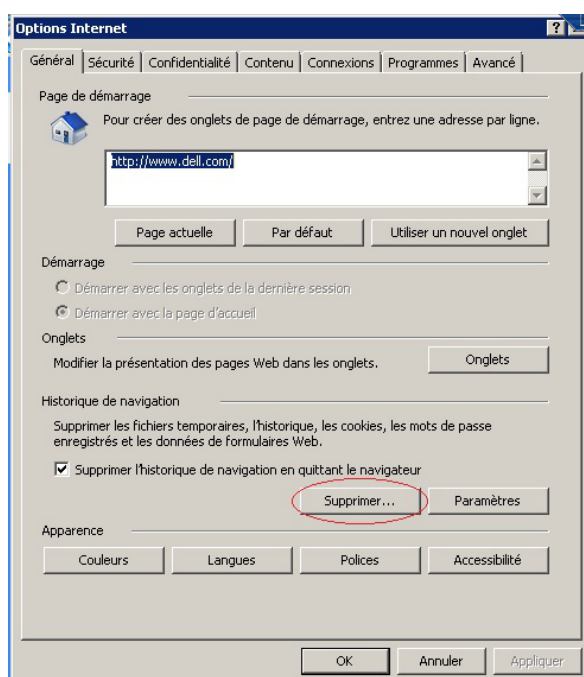 Options Internet
Général Sécurité Confidentialité Contenu Connexions Programmes Avancé
Page de démarrage
Pour créer des onglets de page de démarrage, entrez une adresse par ligne.
http://www.dell.com/
Page actuelle Par défaut Utiliser un nouvel onglet
Démarrage
Démarrer avec les onglets de la dernière session
Démarrer avec la page d'accueil
Onglets
Modifier la présentation des pages Web dans les onglets. Onglets
Historique de navigation
Supprimer les fichiers temporaires, l'historique, les cookies, les mots de passe
enregistrés et les données de formulaires Web.
Supprimer l'historique de navigation en quittant le navigateur
Supprimer... Paramètres
Apparence
Couleurs Langues Polices Accessibilité
OK Annuler Appliquer